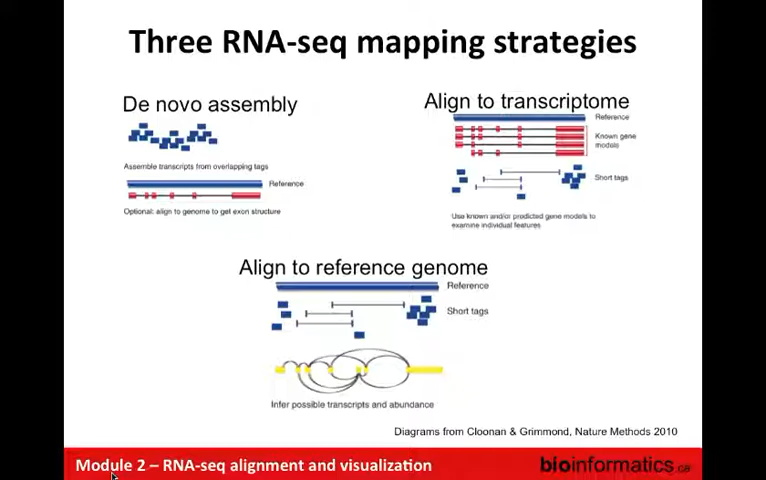 Three RNA-seq mapping strategies
De novo assembly
Assemble transcripts from overlapping tags
Reference
Optional: align to genome to get exon structure
Align to transcriptome
Reference
Known gene
models
Short tags
Use known and/or predicted gene models to
examine individual features
Align to reference genome
Reference
Short tags
Infer possible transcripts and abundance
Diagrams from Cloonan & Grimmond, Nature Methods 2010
Module 2 – RNA-seq alignment and visualization
bioinformatics.ca